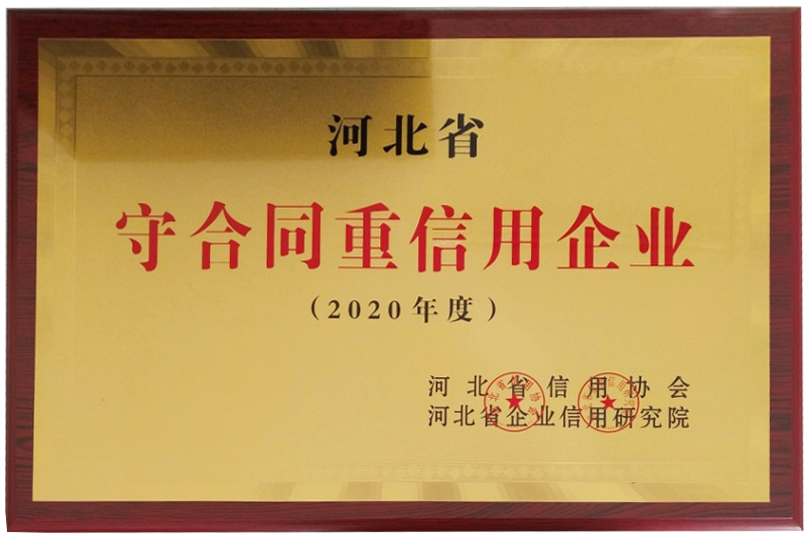 河北省
守合同重信用企业
（2020年度）
河北省信用协会
河北省企业信用研究院